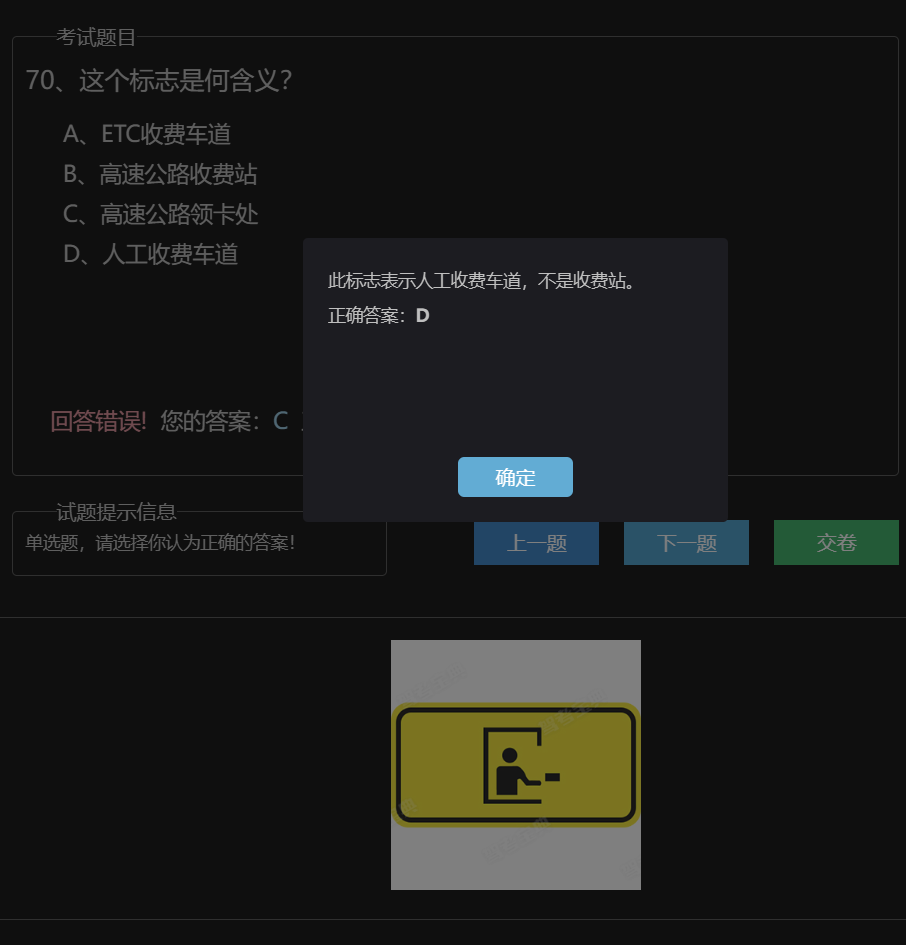 考试题目
70、这个标志是何含义?
A、ETC收费车道
B、高速公路收费站
C、高速公路领卡处
D、人工收费车道
此标志表示人工收费车道，不是收费站。
正确答案：D
回答错误! 您的答案：C
确定
试题提示信息
单选题，请选择你认为正确的答案!
上一题 下一题 交卷